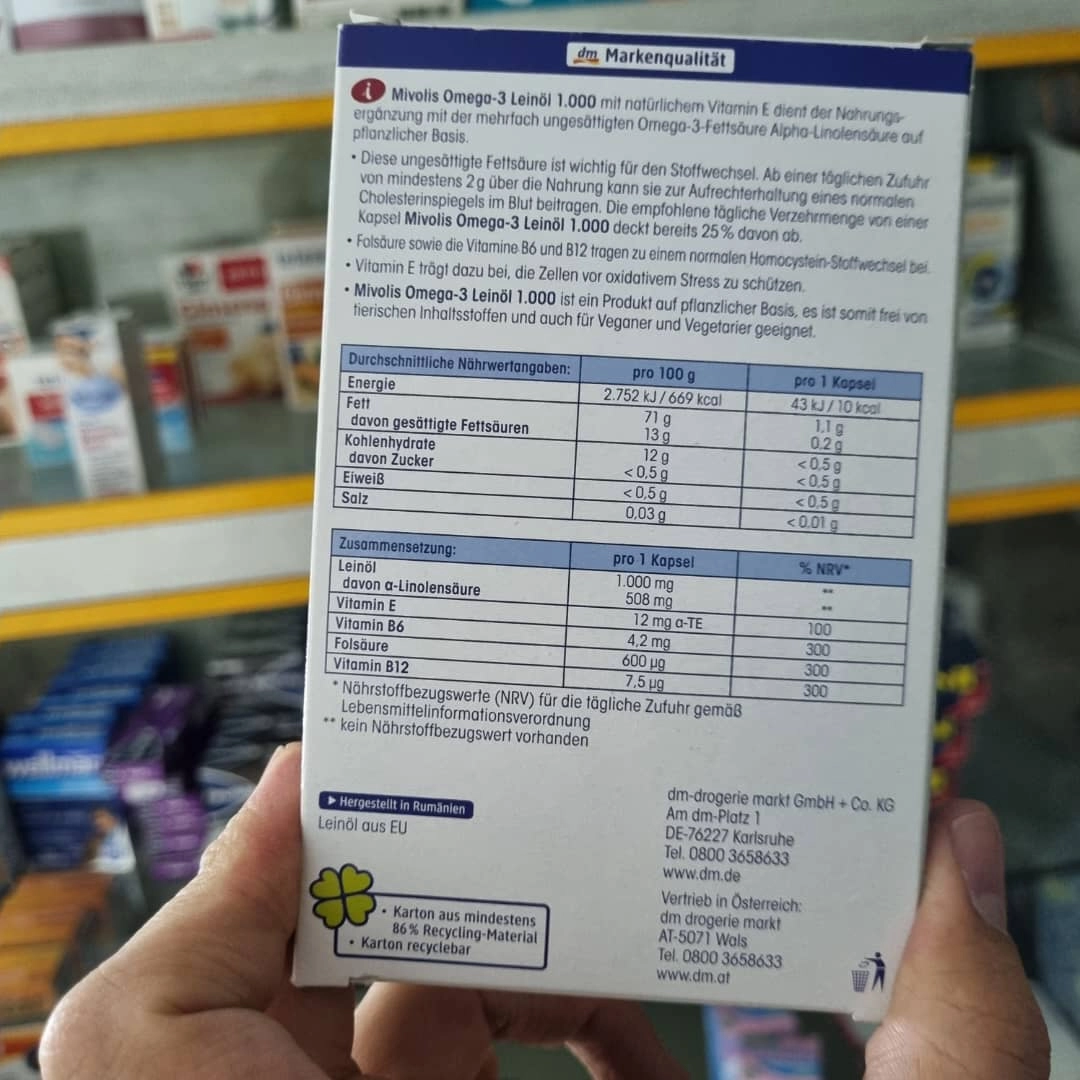 dm Markenqualität
i Mivolis Omega-3 Leinöl 1.000 mit natürlichem Vitamin E dient der Nahrungs-
ergänzung mit der mehrfach ungesättigten Omega-3-Fettsäure Alpha-Linolensäure auf
pflanzlicher Basis.
• Diese ungesättigte Fettsäure ist wichtig für den Stoffwechsel. Ab einer täglichen Zufuhr
von mindestens 2 g über die Nahrung kann sie zur Aufrechterhaltung eines normalen
Cholesterinspiegels im Blut beitragen. Die empfohlene tägliche Verzehrmenge von einer
Kapsel Mivolis Omega-3 Leinöl 1.000 deckt bereits 25 % davon ab.
• Folsäure sowie die Vitamine B6 und B12 tragen zu einem normalen Homocystein-Stoffwechsel bei.
• Vitamin E trägt dazu bei, die Zellen vor oxidativem Stress zu schützen.
• Mivolis Omega-3 Leinöl 1.000 ist ein Produkt auf pflanzlicher Basis, es ist somit frei von
tierischen Inhaltsstoffen und auch für Veganer und Vegetarier geeignet.
Durchschnittliche Nährwertangaben: pro 100 g pro 1 Kapsel
Energie 2.752 kJ / 669 kcal 43 kJ / 10 kcal
Fett 71 g 1,1 g
davon gesättigte Fettsäuren 13 g 0,2 g
Kohlenhydrate 12 g < 0,5 g
davon Zucker < 0,5 g < 0,5 g
Eiweiß < 0,5 g < 0,5 g
Salz 0,03 g < 0,01 g
Zusammensetzung: pro 1 Kapsel % NRV*
Leinöl 1.000 mg **
davon α-Linolensäure 508 mg **
Vitamin E 12 mg α-TE 100
Vitamin B6 4,2 mg 300
Folsäure 600 µg 300
Vitamin B12 7,5 µg 300
* Nährstoffbezugswerte (NRV) für die tägliche Zufuhr gemäß
Lebensmittelinformationsverordnung
** kein Nährstoffbezugswert vorhanden
Hergestellt in Rumänien
Leinöl aus EU
• Karton aus mindestens
86 % Recycling-Material
• Karton recyclebar
dm-drogerie markt GmbH + Co. KG
Am dm-Platz 1
DE-76227 Karlsruhe
Tel. 0800 3658633
www.dm.de
Vertrieb in Österreich:
dm drogerie markt
AT-5071 Wals
Tel. 0800 3658633
www.dm.at